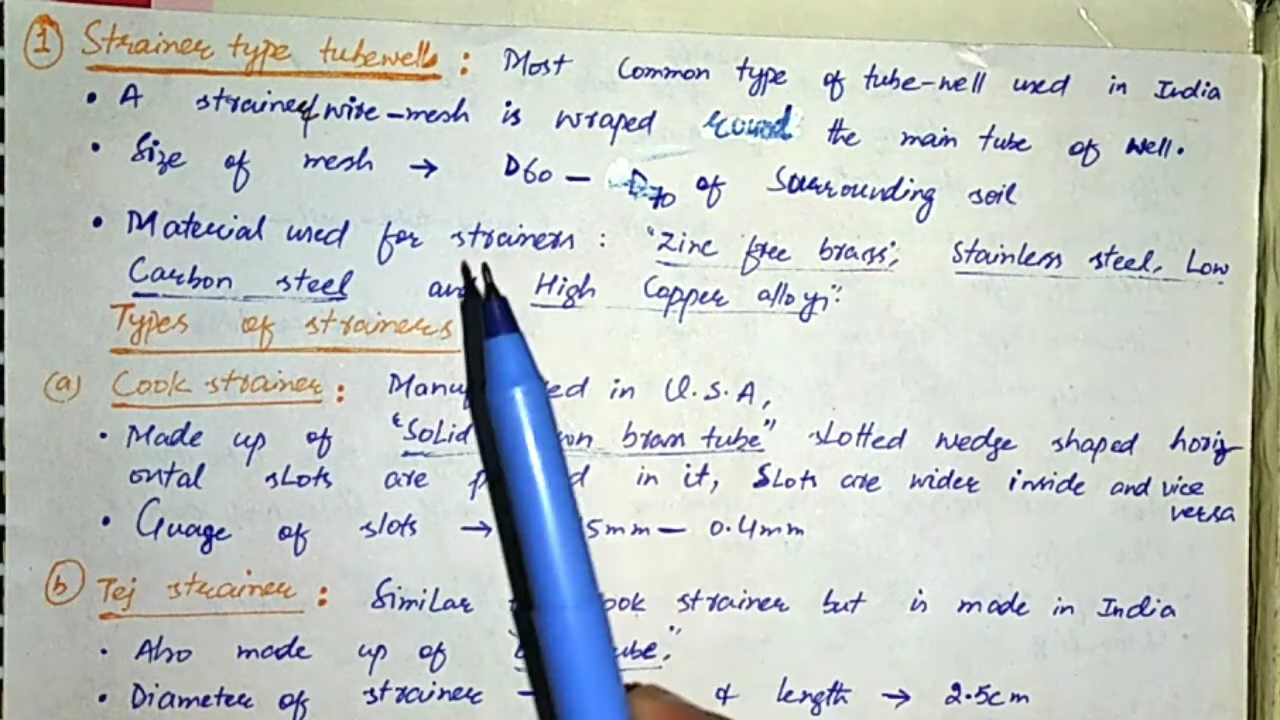 ① Strainer type tubewells : Most Common type of tube-well used in India
• A strainer/wire-mesh is wraped round the main tube of well.
• Size of mesh → D60 – D70 of Surrounding soil
• Material used for strainers : "Zinc free brass", Stainless steel, Low
Carbon steel and High Copper alloys":
Types of strainers
(a) Cook strainer : in U.S.A,
• Made up of "Solid brass tube" slotted wedge shaped horiz
ontal slots are in it, Slots are wider inside and vice
versa
• Guage of slots → 5mm – 0.4mm
ⓑ Tej strainer : Similar strainer but is made in India
• Also made up of
• Diameter of strainer & length → 2.5cm